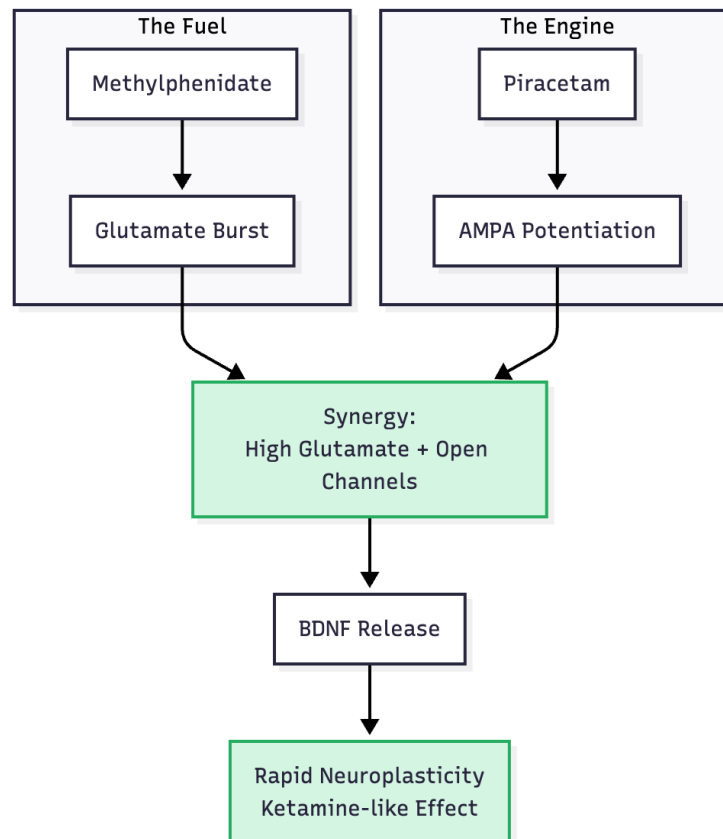 The Fuel
Methylphenidate
Glutamate Burst
The Engine
Piracetam
AMPA Potentiation
Synergy:
High Glutamate + Open
Channels
BDNF Release
Rapid Neuroplasticity
Ketamine-like Effect